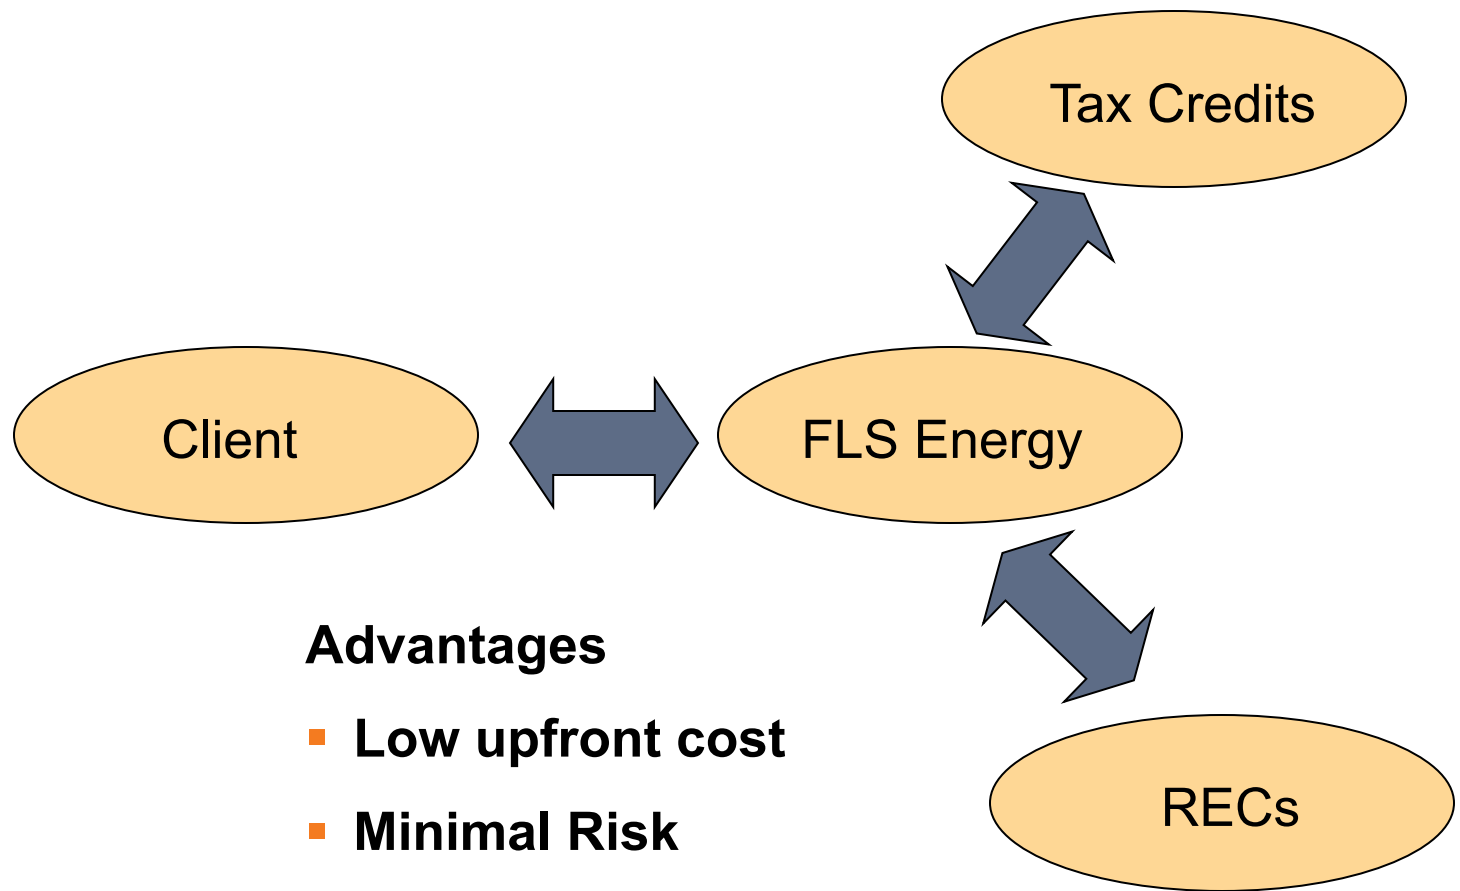 Tax Credits
Client
FLS Energy
Advantages
Low upfront cost
Minimal Risk
RECs